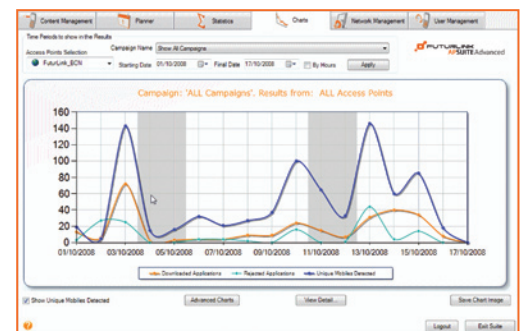 Content Management Planner Statistics Charts Network Management User Management
Time Periods to show in the Results
Access Points Selection Campaign Name Show All Campaigns
FuturLink_ECN Starting Date 01/10/2008 Final Date 17/10/2008 By Hours Apply
FUTURLINK
APSUITE Advanced
Campaign: 'ALL Campaigns'. Results from: ALL Access Points
160
140
120
100
80
60
40
20
0
01/10/2008 03/10/2008 05/10/2008 07/10/2008 09/10/2008 11/10/2008 13/10/2008 15/10/2008 17/10/2008
Downloaded Applications Rejected Applications Unique Mobiles Detected
Show Unique Mobiles Detected Advanced Charts View Detail... Save Chart Image
Logout Exit Suite